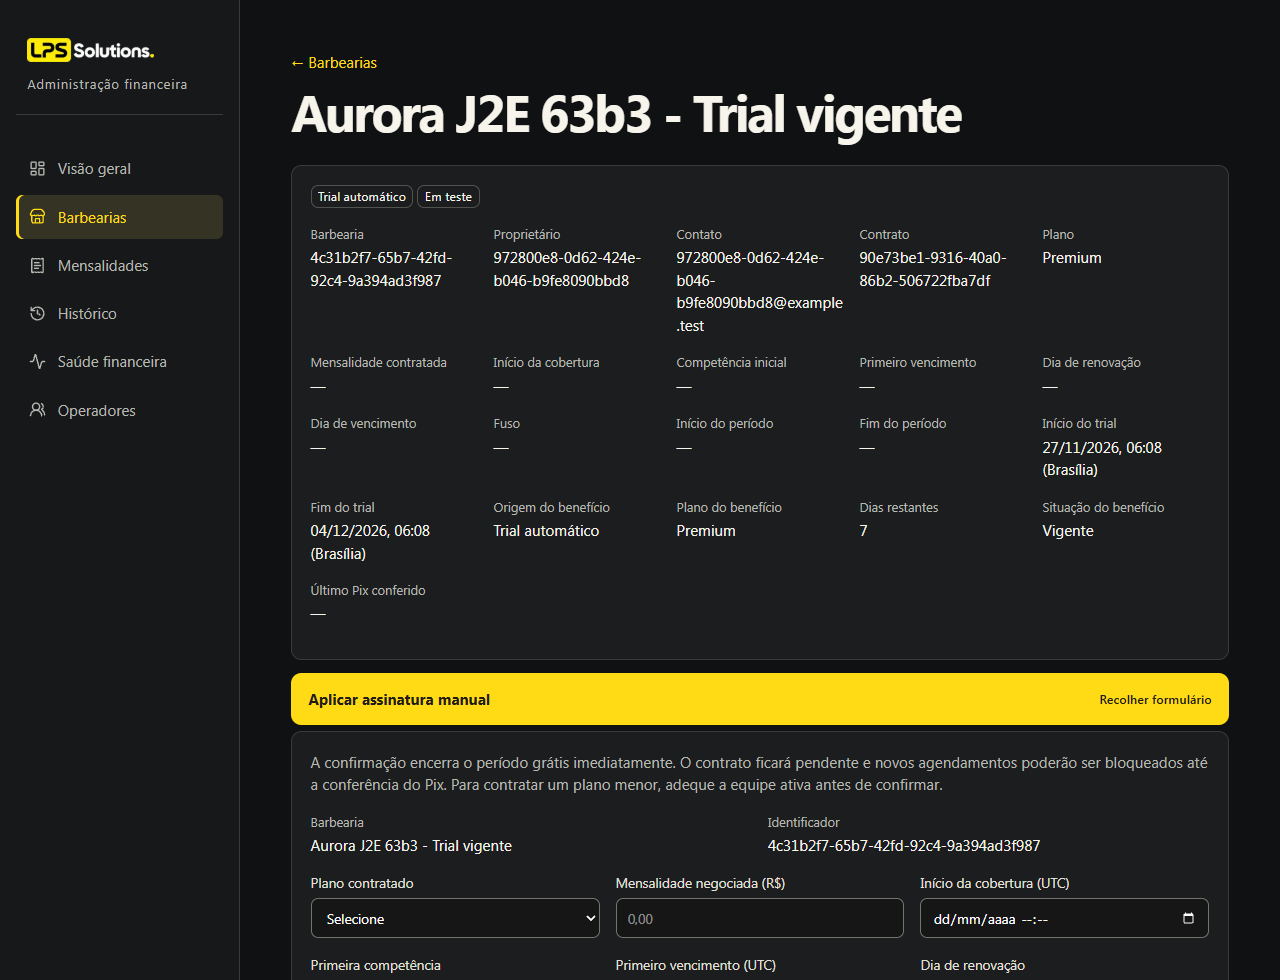 LPS Solutions.
Administração financeira
Visão geral
Barbearias
Mensalidades
Histórico
Saúde financeira
Operadores
← Barbearias
Aurora J2E 63b3 - Trial vigente
Trial automático Em teste
Barbearia Proprietário Contato Contrato Plano
4c31b2f7-65b7-42fd- 972800e8-0d62-424e- 972800e8-0d62-424e- 90e73be1-9316-40a0- Premium
92c4-9a394ad3f987 b046-b9fe8090bbd8 b046- 86b2-506722fba7df
b9fe8090bbd8@example
.test
Mensalidade contratada Início da cobertura Competência inicial Primeiro vencimento Dia de renovação
— — — — —
Dia de vencimento Fuso Início do período Fim do período Início do trial
— — — — 27/11/2026, 06:08
(Brasília)
Fim do trial Origem do benefício Plano do benefício Dias restantes Situação do benefício
04/12/2026, 06:08 Trial automático Premium 7 Vigente
(Brasília)
Último Pix conferido
—
Aplicar assinatura manual Recolher formulário
A confirmação encerra o período grátis imediatamente. O contrato ficará pendente e novos agendamentos poderão ser bloqueados até
a conferência do Pix. Para contratar um plano menor, adeque a equipe ativa antes de confirmar.
Barbearia Identificador
Aurora J2E 63b3 - Trial vigente 4c31b2f7-65b7-42fd-92c4-9a394ad3f987
Plano contratado Mensalidade negociada (R$) Início da cobertura (UTC)
Selecione 0,00 dd/mm/aaaa --:--
Primeira competência Primeiro vencimento (UTC) Dia de renovação